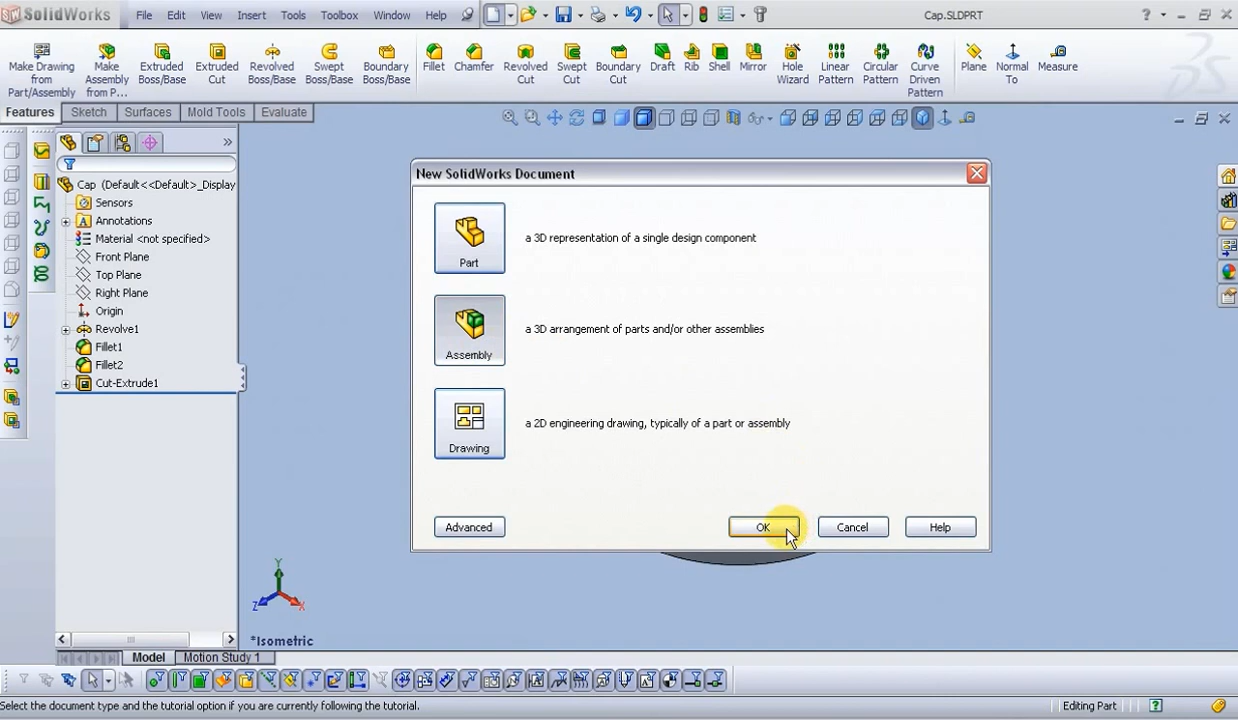 SolidWorks File Edit View Insert Tools Toolbox Window Help Cap.SLDPRT
Make Drawing from Part/Assembly
Make Assembly from P...
Extruded Boss/Base
Extruded Cut
Revolved Boss/Base
Swept Boss/Base
Boundary Boss/Base
Fillet
Chamfer
Revolved Cut
Swept Cut
Boundary Cut
Draft
Rib
Shell
Mirror
Hole Wizard
Linear Pattern
Circular Pattern
Curve Driven Pattern
Plane
Normal To
Measure
Features Sketch Surfaces Mold Tools Evaluate
Cap (Default<<Default>_Display
Sensors
Annotations
Material <not specified>
Front Plane
Top Plane
Right Plane
Origin
Revolve1
Fillet1
Fillet2
Cut-Extrude1
New SolidWorks Document
Part
a 3D representation of a single design component
Assembly
a 3D arrangement of parts and/or other assemblies
Drawing
a 2D engineering drawing, typically of a part or assembly
Advanced OK Cancel Help
Y
Z X
*Isometric
Model Motion Study 1
Select the document type and the tutorial option if you are currently following the tutorial. Editing Part